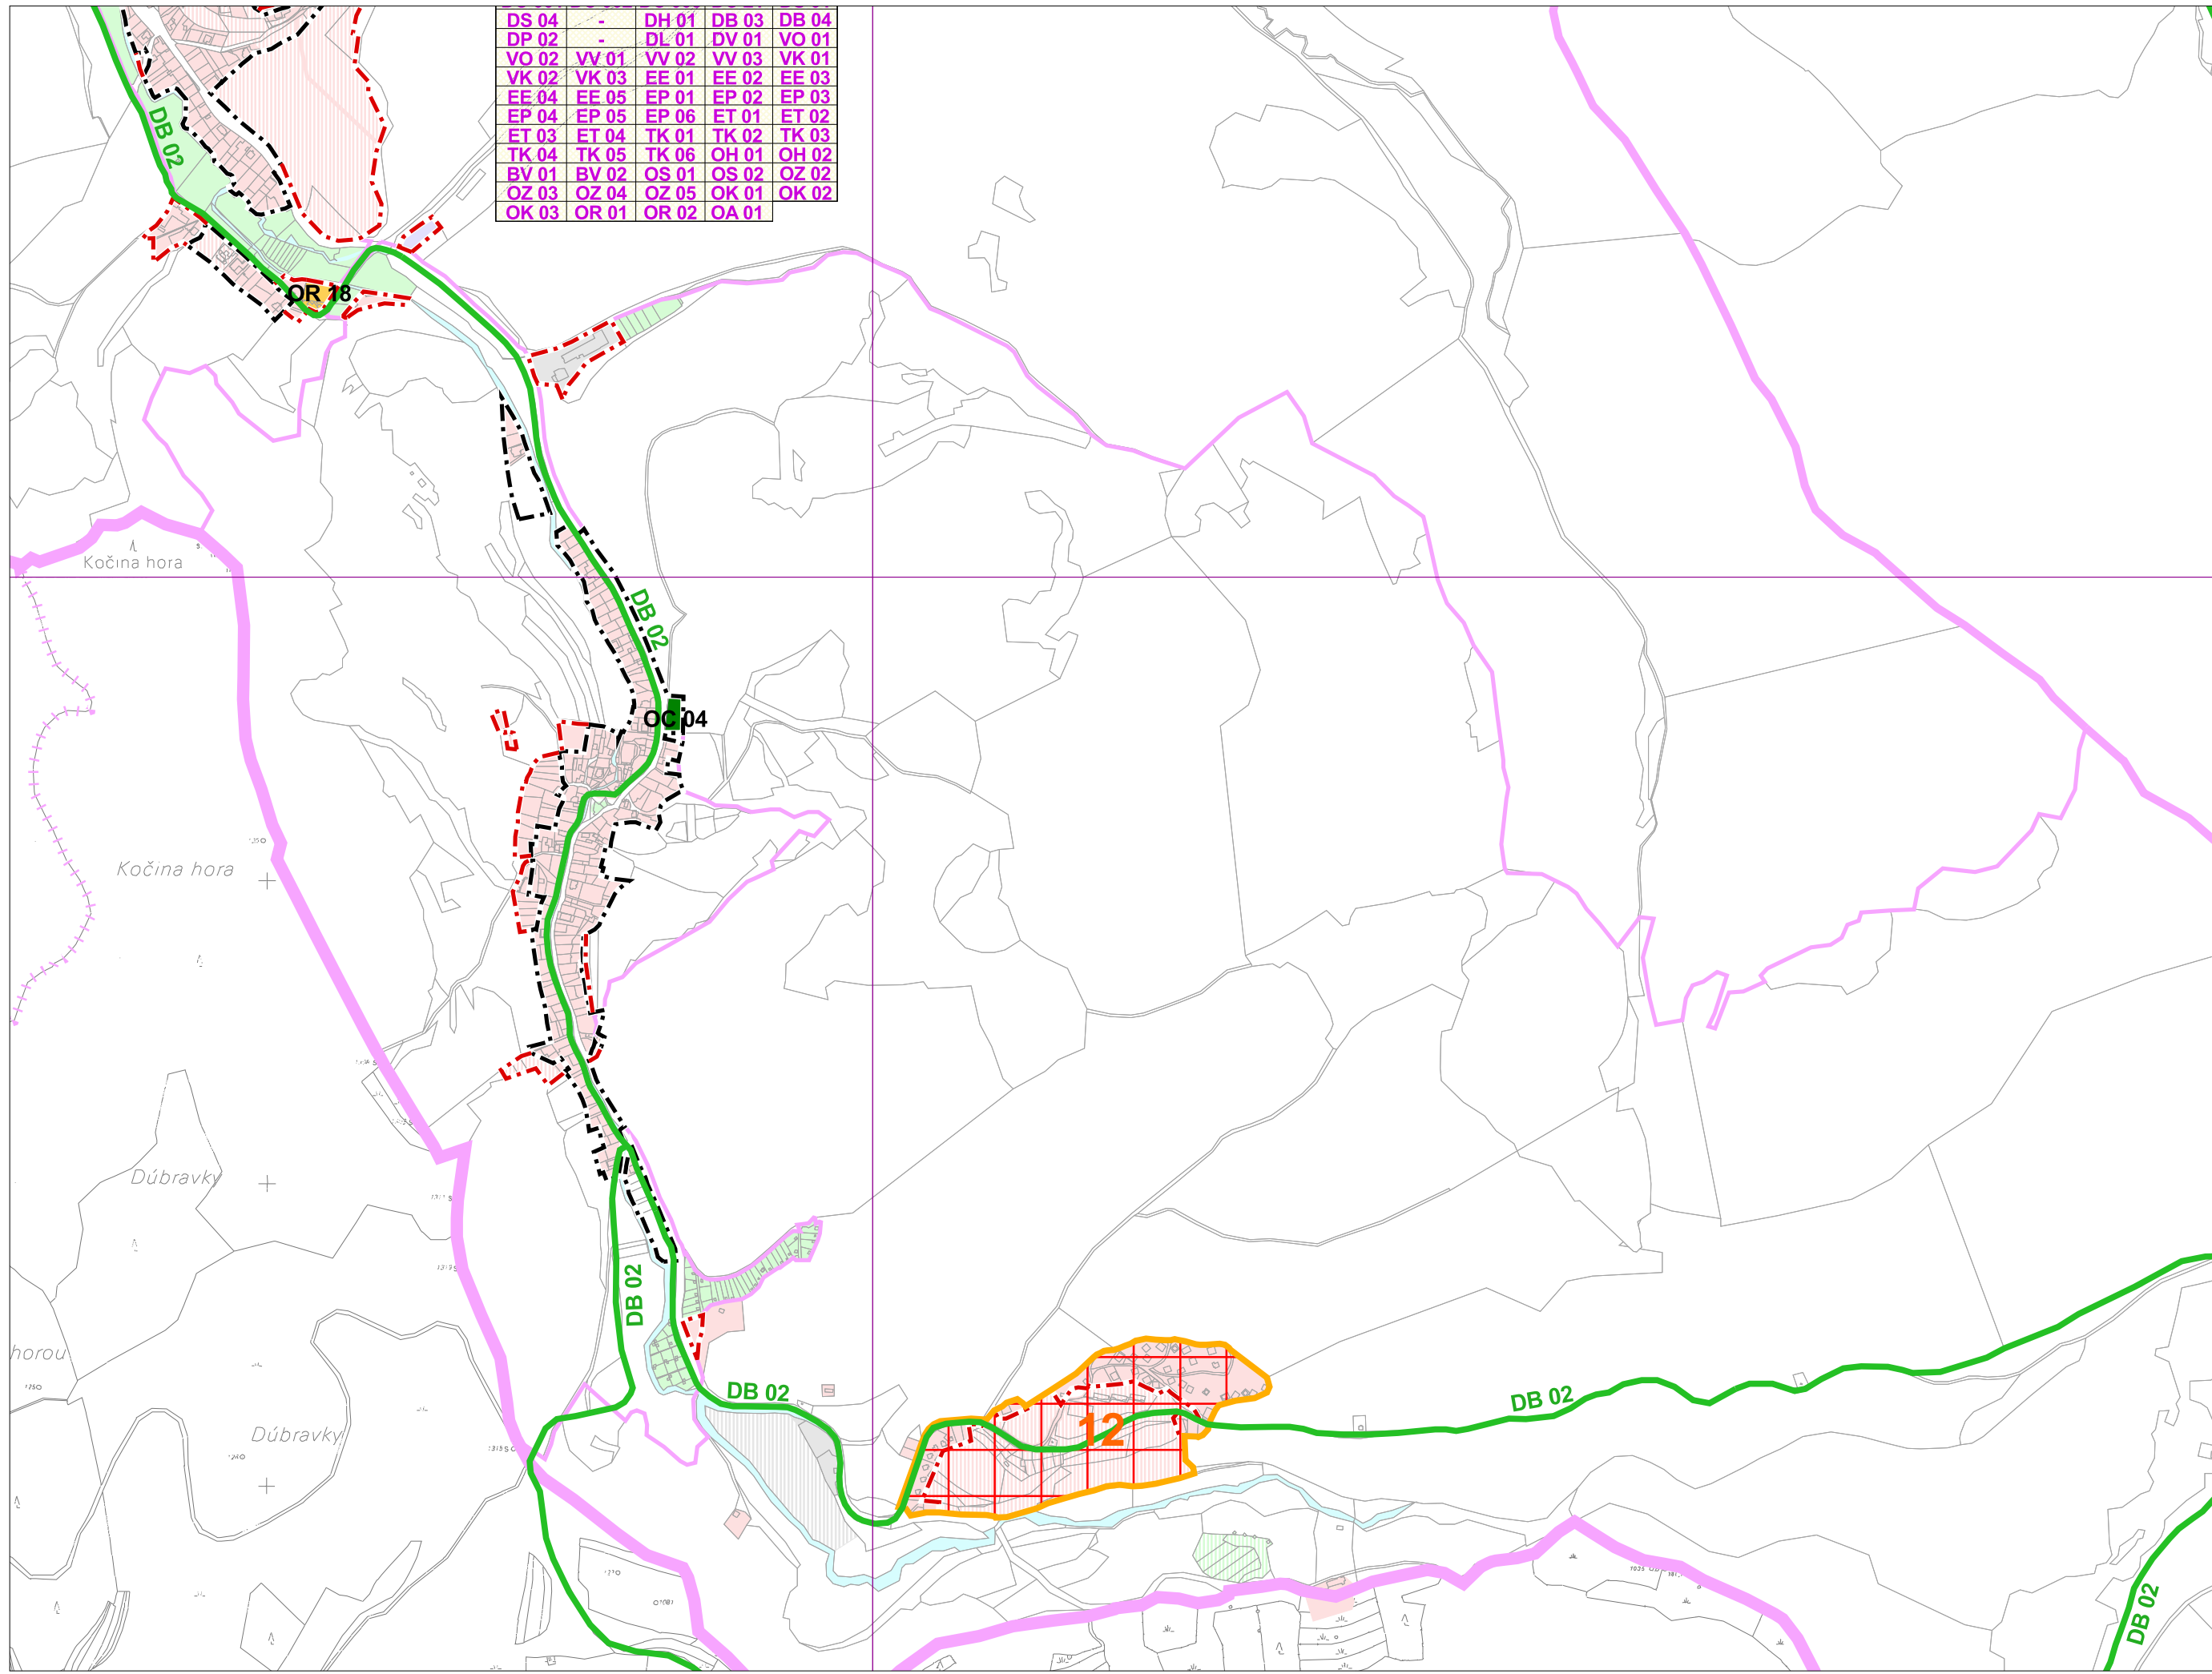 DS 04 - DH 01 DB 03 DB 04
DP 02 - DL 01 DV 01 VO 01
VO 02 VV 01 VV 02 VV 03 VK 01
VK 02 VK 03 EE 01 EE 02 EE 03
EE 04 EE 05 EP 01 EP 02 EP 03
EP 04 EP 05 EP 06 ET 01 ET 02
ET 03 ET 04 TK 01 TK 02 TK 03
TK 04 TK 05 TK 06 OH 01 OH 02
BV 01 BV 02 OS 01 OS 02 OZ 02
OZ 03 OZ 04 OZ 05 OK 01 OK 02
OK 03 OR 01 OR 02 OA 01
DB 02
OR 18
Kočina hora
DB 02
OC 04
Kočina hora
Dúbravky
DB 02
horou
DB 02
DB 02
12
Dúbravky
DB 02